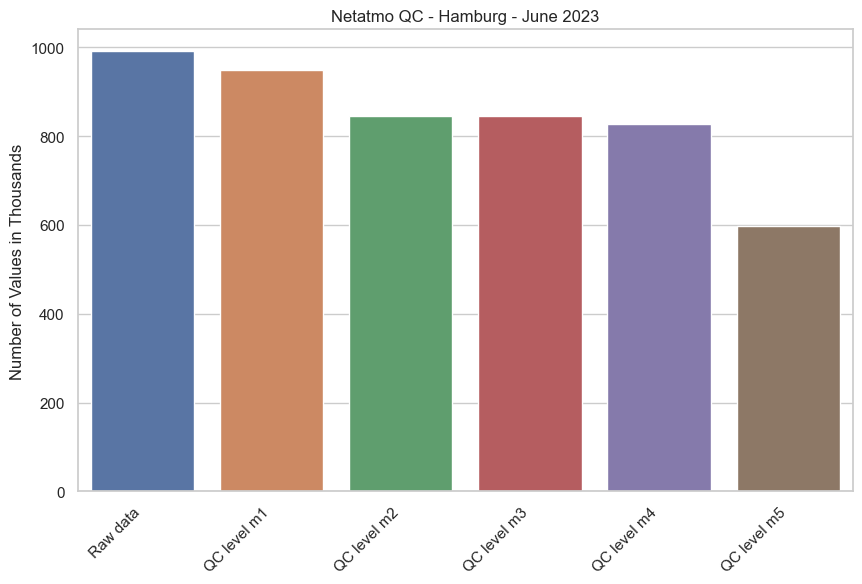 Netatmo QC - Hamburg - June 2023
Number of Values in Thousands
1000
800
600
400
200
0
Raw data
QC level m1
QC level m2
QC level m3
QC level m4
QC level m5